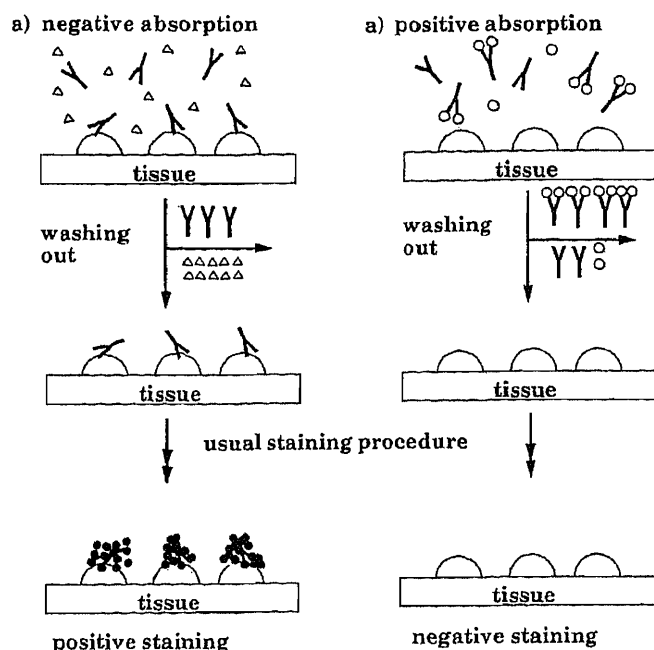 a) negative absorption
a) positive absorption
tissue
tissue
washing
out
washing
out
tissue
tissue
usual staining procedure
tissue
tissue
positive staining
negative staining